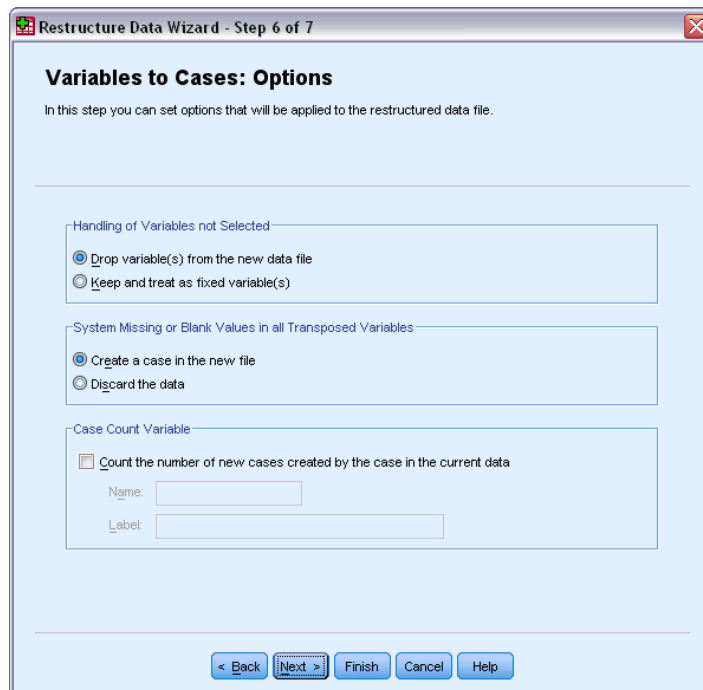 Restructure Data Wizard - Step 6 of 7
Variables to Cases: Options
In this step you can set options that will be applied to the restructured data file.
Handling of Variables not Selected
Drop variable(s) from the new data file
Keep and treat as fixed variable(s)
System Missing or Blank Values in all Transposed Variables
Create a case in the new file
Discard the data
Case Count Variable
Count the number of new cases created by the case in the current data
Name:
Label:
< Back Next > Finish Cancel Help